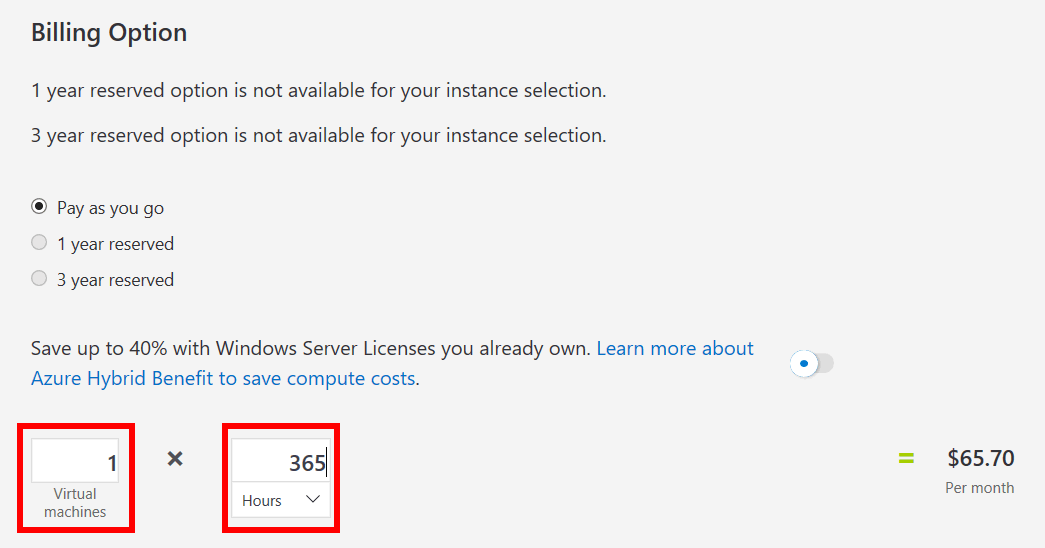 Billing Option
1 year reserved option is not available for your instance selection.
3 year reserved option is not available for your instance selection.
Pay as you go
1 year reserved
3 year reserved
Save up to 40% with Windows Server Licenses you already own. Learn more about
Azure Hybrid Benefit to save compute costs.
1
Virtual
machines
×
365
Hours
=
$65.70
Per month